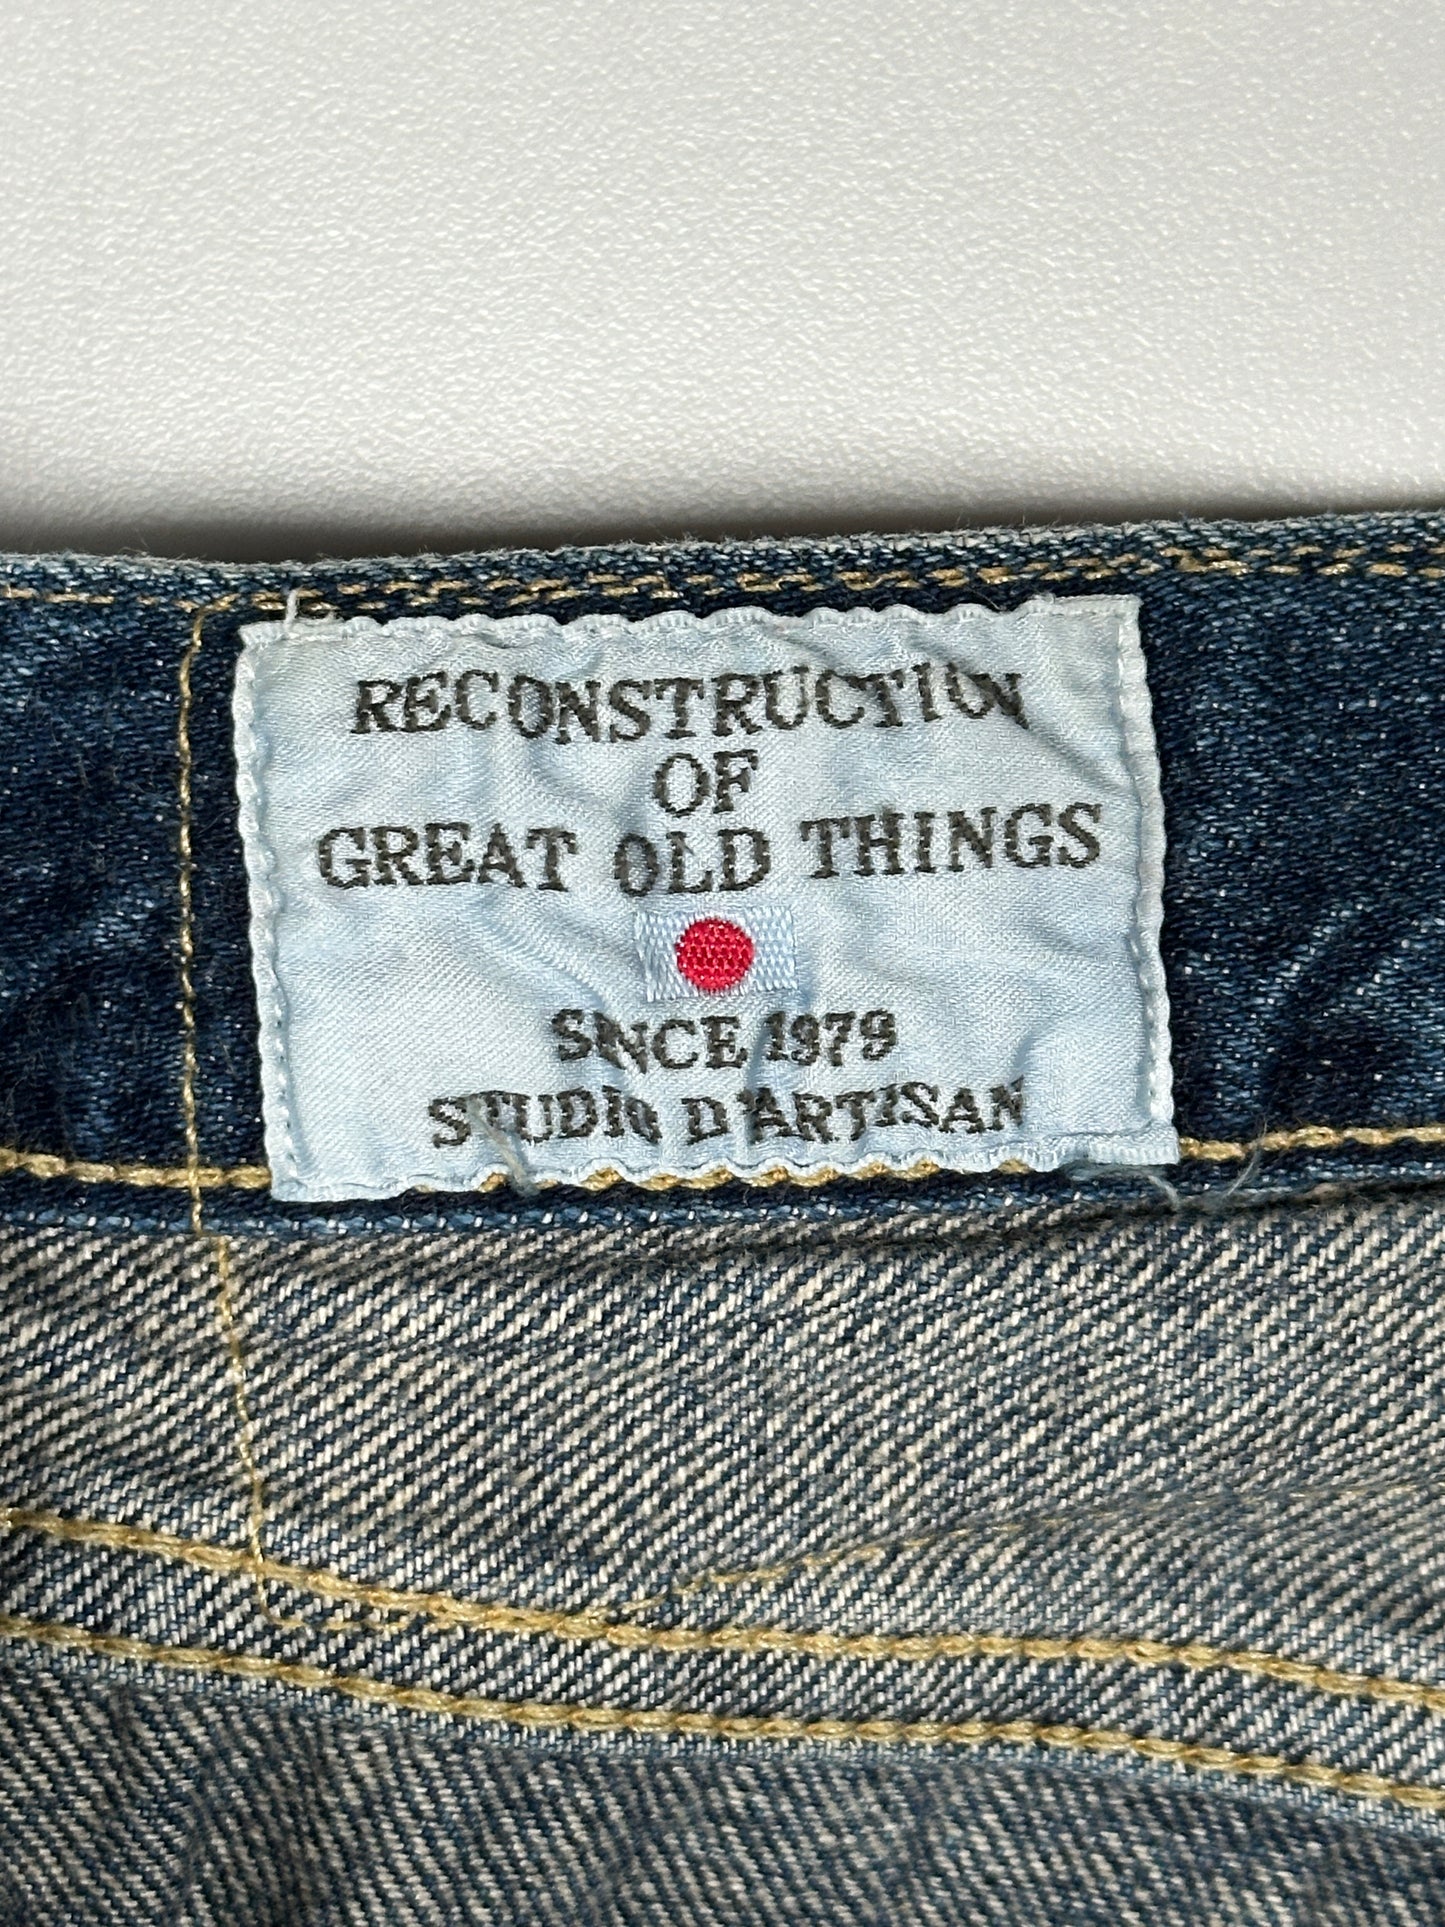 RECONSTRUCTION
OF
GREAT OLD THINGS
SINCE 1979
STUDIO D'ARTISAN